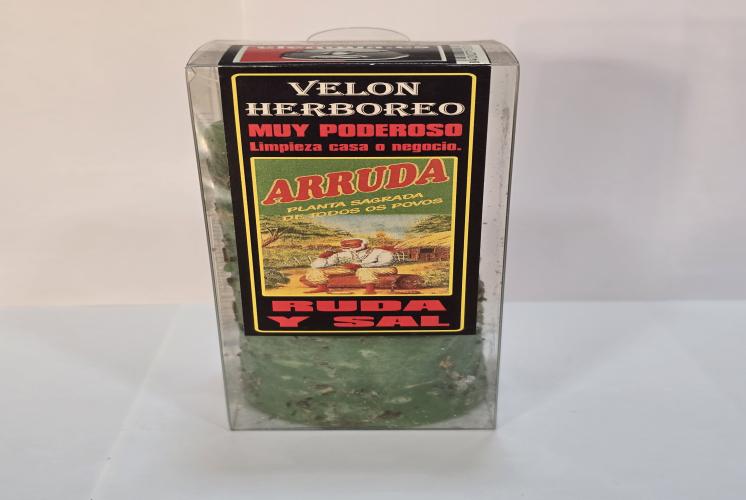 VELON
HERBOREO
MUY PODEROSO
Limpieza casa o negocio.
ARRUDA
PLANTA SAGRADA
DE TODOS OS POVOS
RUDA
Y SAL